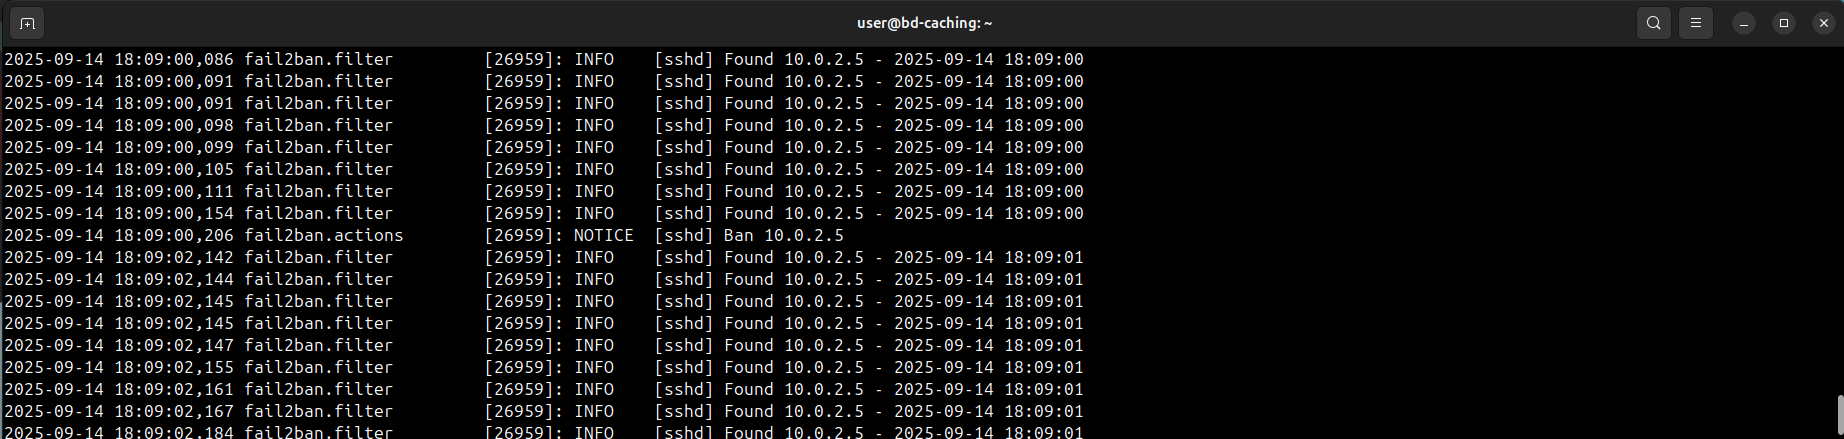 user@bd-caching: ~
2025-09-14 18:09:00,086 fail2ban.filter         [26959]: INFO    [sshd] Found 10.0.2.5 - 2025-09-14 18:09:00
2025-09-14 18:09:00,091 fail2ban.filter         [26959]: INFO    [sshd] Found 10.0.2.5 - 2025-09-14 18:09:00
2025-09-14 18:09:00,091 fail2ban.filter         [26959]: INFO    [sshd] Found 10.0.2.5 - 2025-09-14 18:09:00
2025-09-14 18:09:00,098 fail2ban.filter         [26959]: INFO    [sshd] Found 10.0.2.5 - 2025-09-14 18:09:00
2025-09-14 18:09:00,099 fail2ban.filter         [26959]: INFO    [sshd] Found 10.0.2.5 - 2025-09-14 18:09:00
2025-09-14 18:09:00,105 fail2ban.filter         [26959]: INFO    [sshd] Found 10.0.2.5 - 2025-09-14 18:09:00
2025-09-14 18:09:00,111 fail2ban.filter         [26959]: INFO    [sshd] Found 10.0.2.5 - 2025-09-14 18:09:00
2025-09-14 18:09:00,154 fail2ban.filter         [26959]: INFO    [sshd] Found 10.0.2.5 - 2025-09-14 18:09:00
2025-09-14 18:09:00,206 fail2ban.actions        [26959]: NOTICE  [sshd] Ban 10.0.2.5
2025-09-14 18:09:02,142 fail2ban.filter         [26959]: INFO    [sshd] Found 10.0.2.5 - 2025-09-14 18:09:01
2025-09-14 18:09:02,144 fail2ban.filter         [26959]: INFO    [sshd] Found 10.0.2.5 - 2025-09-14 18:09:01
2025-09-14 18:09:02,145 fail2ban.filter         [26959]: INFO    [sshd] Found 10.0.2.5 - 2025-09-14 18:09:01
2025-09-14 18:09:02,145 fail2ban.filter         [26959]: INFO    [sshd] Found 10.0.2.5 - 2025-09-14 18:09:01
2025-09-14 18:09:02,147 fail2ban.filter         [26959]: INFO    [sshd] Found 10.0.2.5 - 2025-09-14 18:09:01
2025-09-14 18:09:02,155 fail2ban.filter         [26959]: INFO    [sshd] Found 10.0.2.5 - 2025-09-14 18:09:01
2025-09-14 18:09:02,161 fail2ban.filter         [26959]: INFO    [sshd] Found 10.0.2.5 - 2025-09-14 18:09:01
2025-09-14 18:09:02,167 fail2ban.filter         [26959]: INFO    [sshd] Found 10.0.2.5 - 2025-09-14 18:09:01
2025-09-14 18:09:02,184 fail2ban.filter         [26959]: INFO    [sshd] Found 10.0.2.5 - 2025-09-14 18:09:01